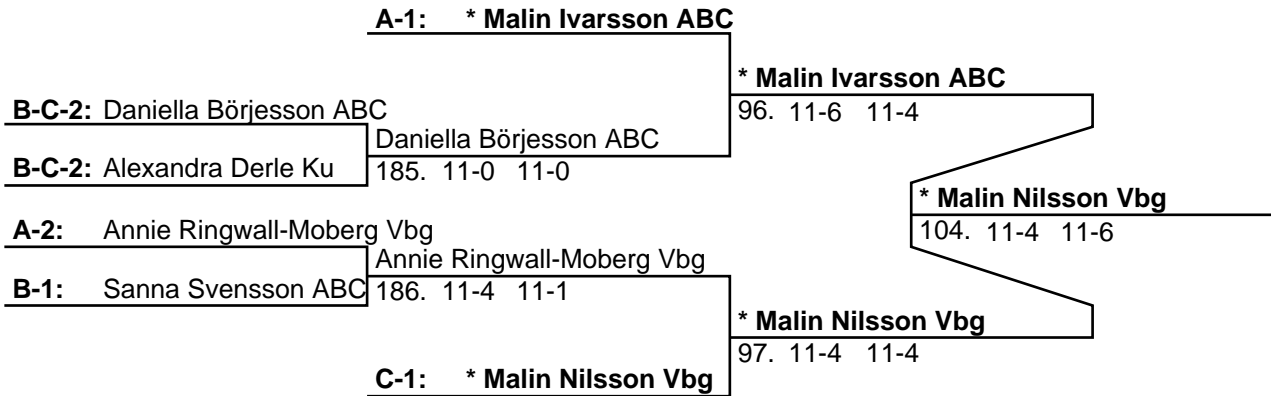 A-1: * Malin Ivarsson ABC
* Malin Ivarsson ABC
B-C-2: Daniella Börjesson ABC
96. 11-6 11-4
Daniella Börjesson ABC
B-C-2: Alexandra Derle Ku
185. 11-0 11-0
* Malin Nilsson Vbg
A-2: Annie Ringwall-Moberg Vbg
104. 11-4 11-6
Annie Ringwall-Moberg Vbg
B-1: Sanna Svensson ABC
186. 11-4 11-1
* Malin Nilsson Vbg
97. 11-4 11-4
C-1: * Malin Nilsson Vbg